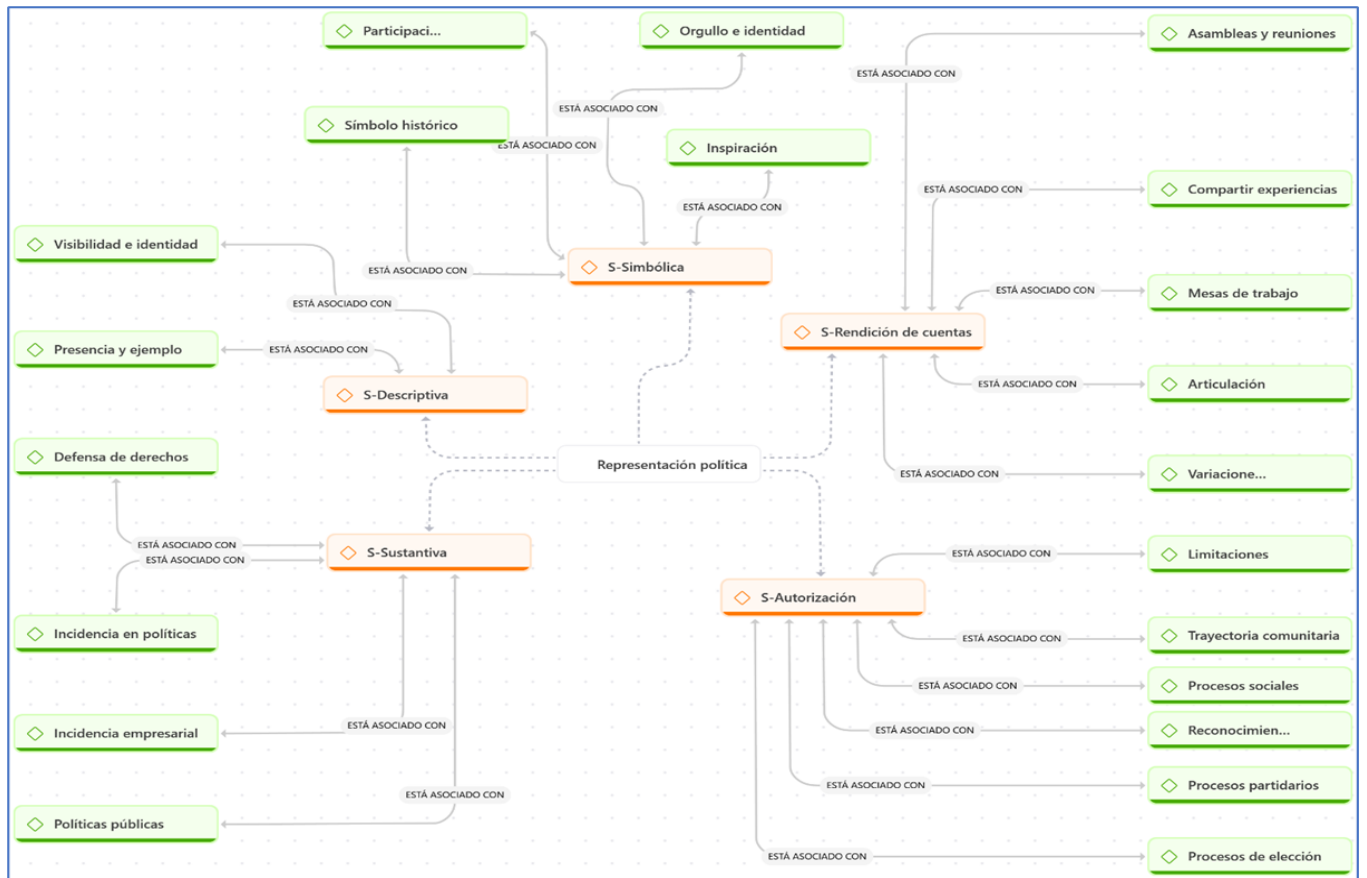 Participaci...
Orgullo e identidad
Asambleas y reuniones
ESTÁ ASOCIADO CON
ESTÁ ASOCIADO CON
Símbolo histórico
ESTÁ ASOCIADO CON
Inspiración
Compartir experiencias
ESTÁ ASOCIADO CON
ESTÁ ASOCIADO CON
Visibilidad e identidad
ESTÁ ASOCIADO CON
S-Simbólica
ESTÁ ASOCIADO CON
Mesas de trabajo
ESTÁ ASOCIADO CON
S-Rendición de cuentas
Presencia y ejemplo
ESTÁ ASOCIADO CON
ESTÁ ASOCIADO CON
Articulación
S-Descriptiva
Defensa de derechos
Representación política
ESTÁ ASOCIADO CON
Variacione...
ESTÁ ASOCIADO CON
S-Sustantiva
ESTÁ ASOCIADO CON
Limitaciones
ESTÁ ASOCIADO CON
S-Autorización
Incidencia en políticas
ESTÁ ASOCIADO CON
Trayectoria comunitaria
ESTÁ ASOCIADO CON
Procesos sociales
Incidencia empresarial
ESTÁ ASOCIADO CON
ESTÁ ASOCIADO CON
Reconocimien...
ESTÁ ASOCIADO CON
Procesos partidarios
ESTÁ ASOCIADO CON
Políticas públicas
ESTÁ ASOCIADO CON
Procesos de elección